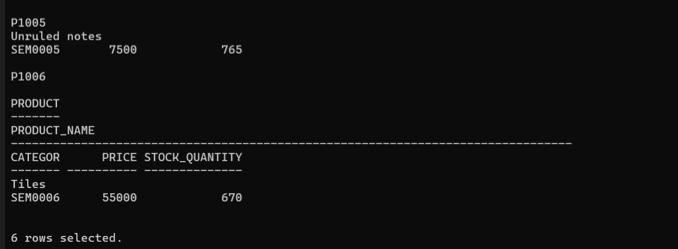 P1005
Unruled notes
SEM0005       7500            765
P1006
PRODUCT
-------
PRODUCT_NAME
--------------------------------------------------------------------------------
CATEGOR      PRICE STOCK_QUANTITY
------- ---------- --------------
Tiles
SEM0006      55000            670
6 rows selected.